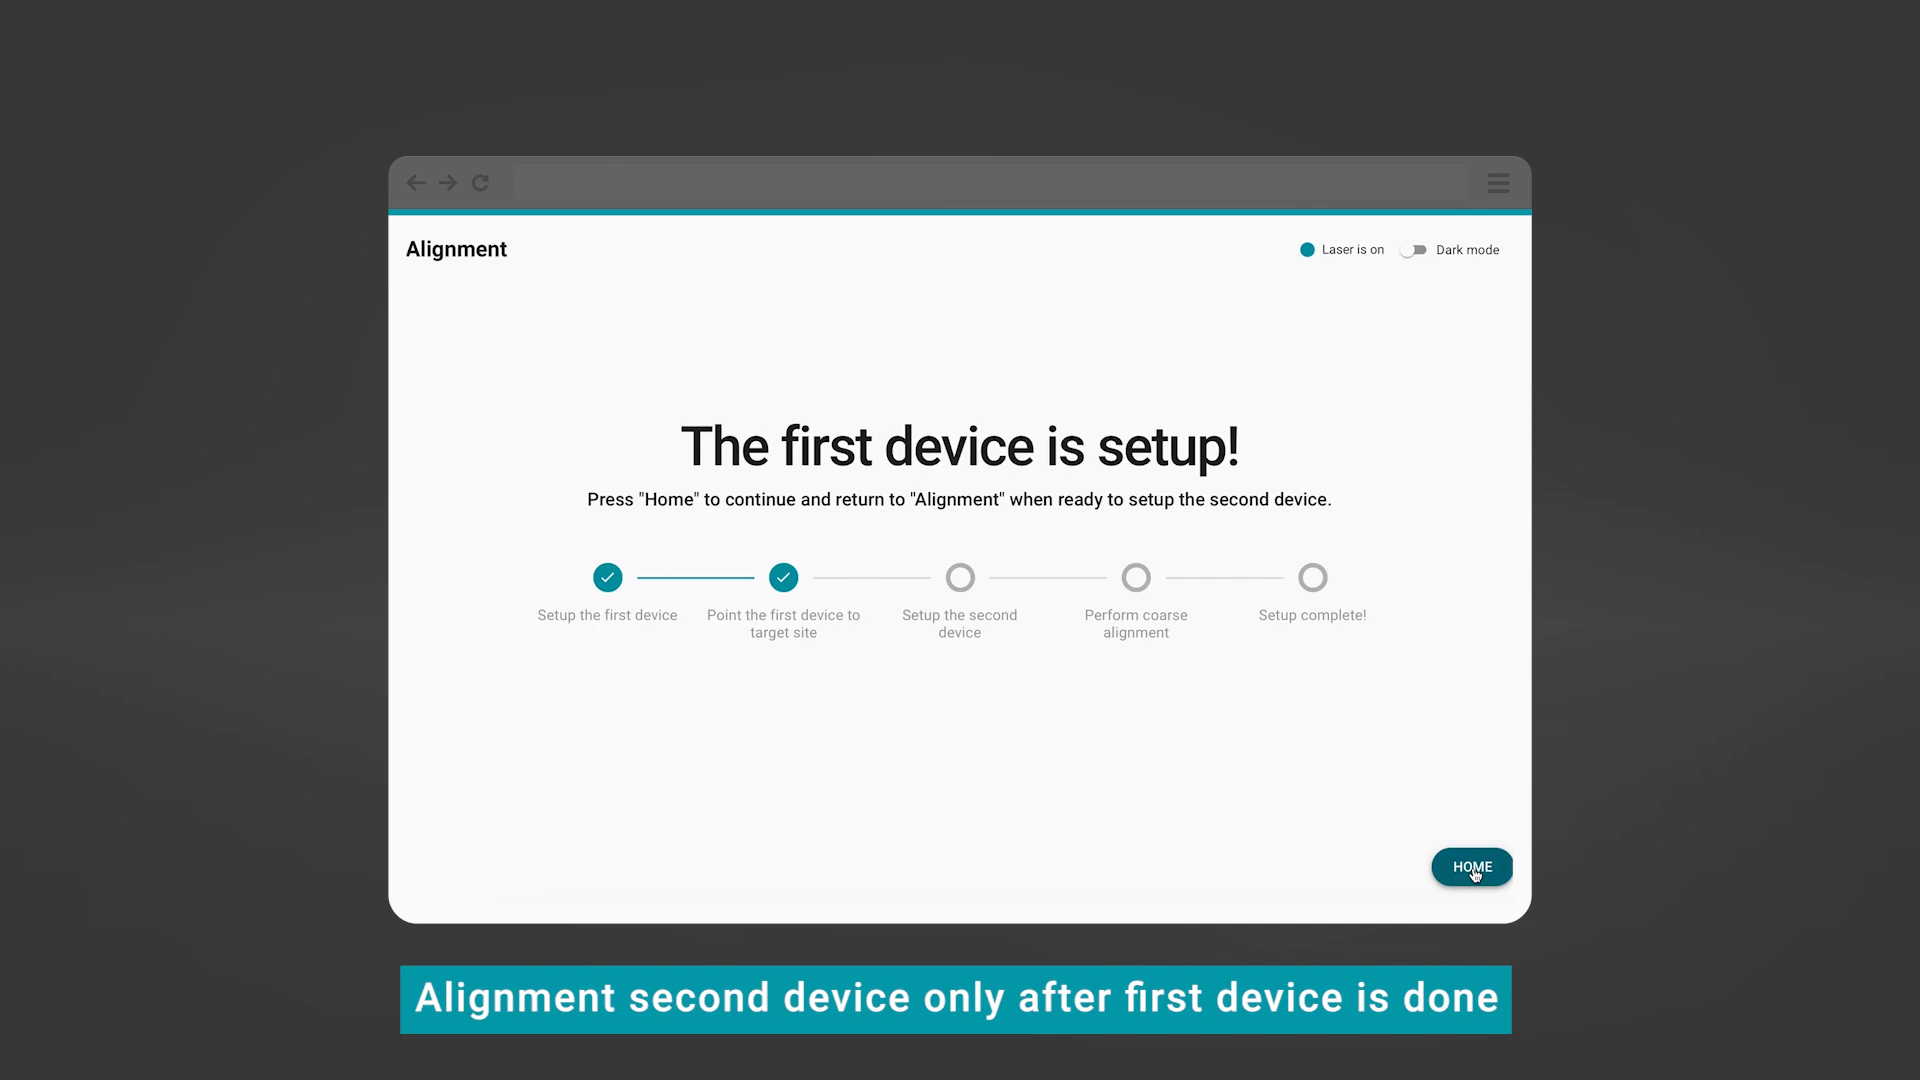 Alignment
Laser is on
Dark mode
The first device is setup!
Press "Home" to continue and return to "Alignment" when ready to setup the second device.
Setup the first device
Point the first device to
target site
Setup the second
device
Perform coarse
alignment
Setup complete!
HOME
Alignment second device only after first device is done